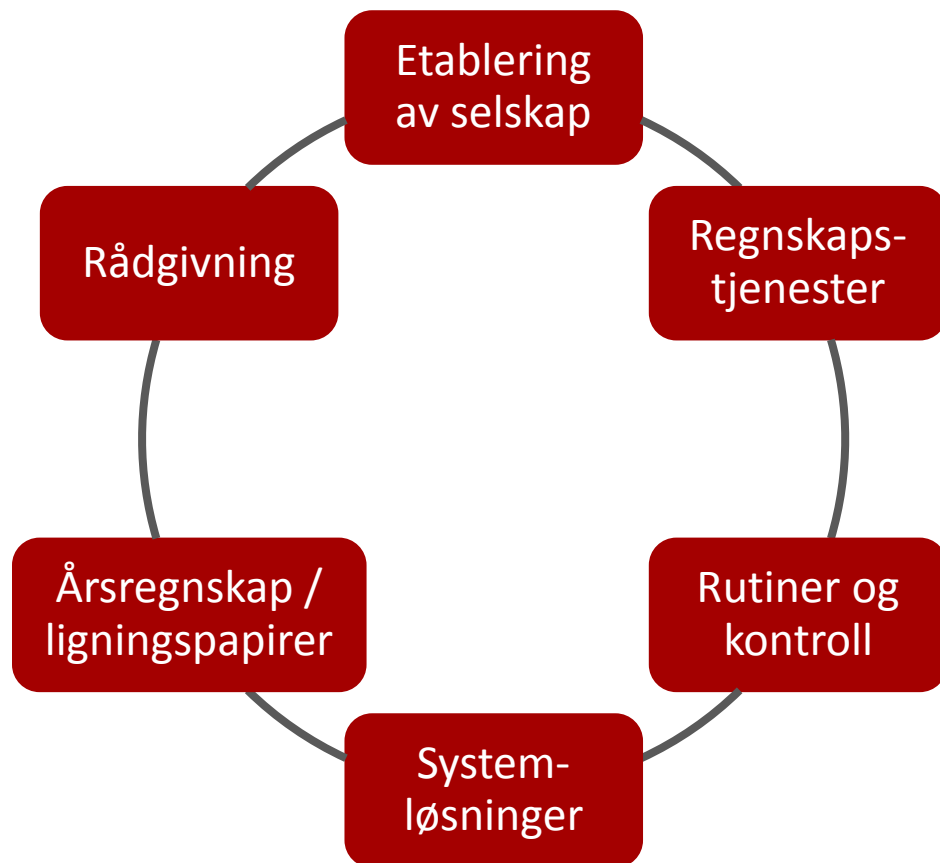 Etablering
av selskap
Regnskaps-
tjenester
Rutiner og
kontroll
System-
løsninger
Årsregnskap /
ligningspapirer
Rådgivning